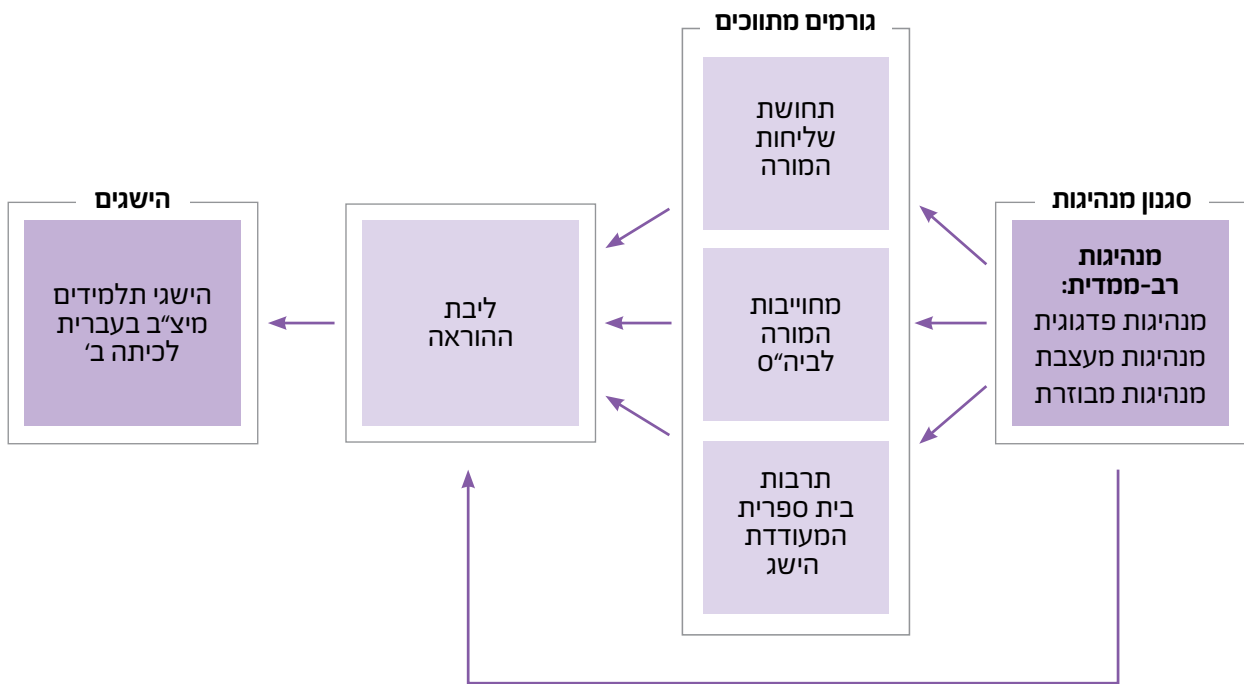 גורמים מתווכים
תחושת
שליחות
המורה
מחוייבות
המורה
לביה״ס
תרבות
בית ספרית
המעודדת
הישג
סגנון מנהיגות
מנהיגות
רב-ממדית:
מנהיגות פדגוגית
מנהיגות מעצבת
מנהיגות מבוזרת
ליבת
ההוראה
הישגים
הישגי תלמידים
מיצ“ב בעברית
לכיתה ב‘